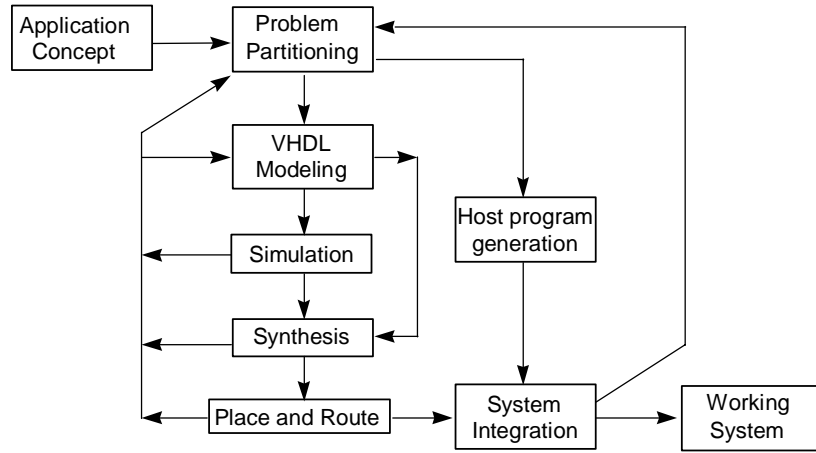 Application
Concept
Problem
Partitioning
VHDL
Modeling
Host program
generation
Simulation
Synthesis
Place and Route
System
Integration
Working
System